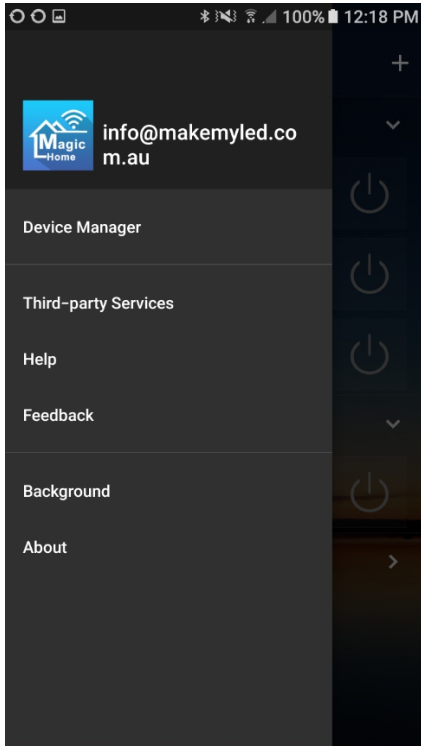 100% 12:18 PM
Magic
Home
info@makemyled.co
m.au
Device Manager
Third-party Services
Help
Feedback
Background
About